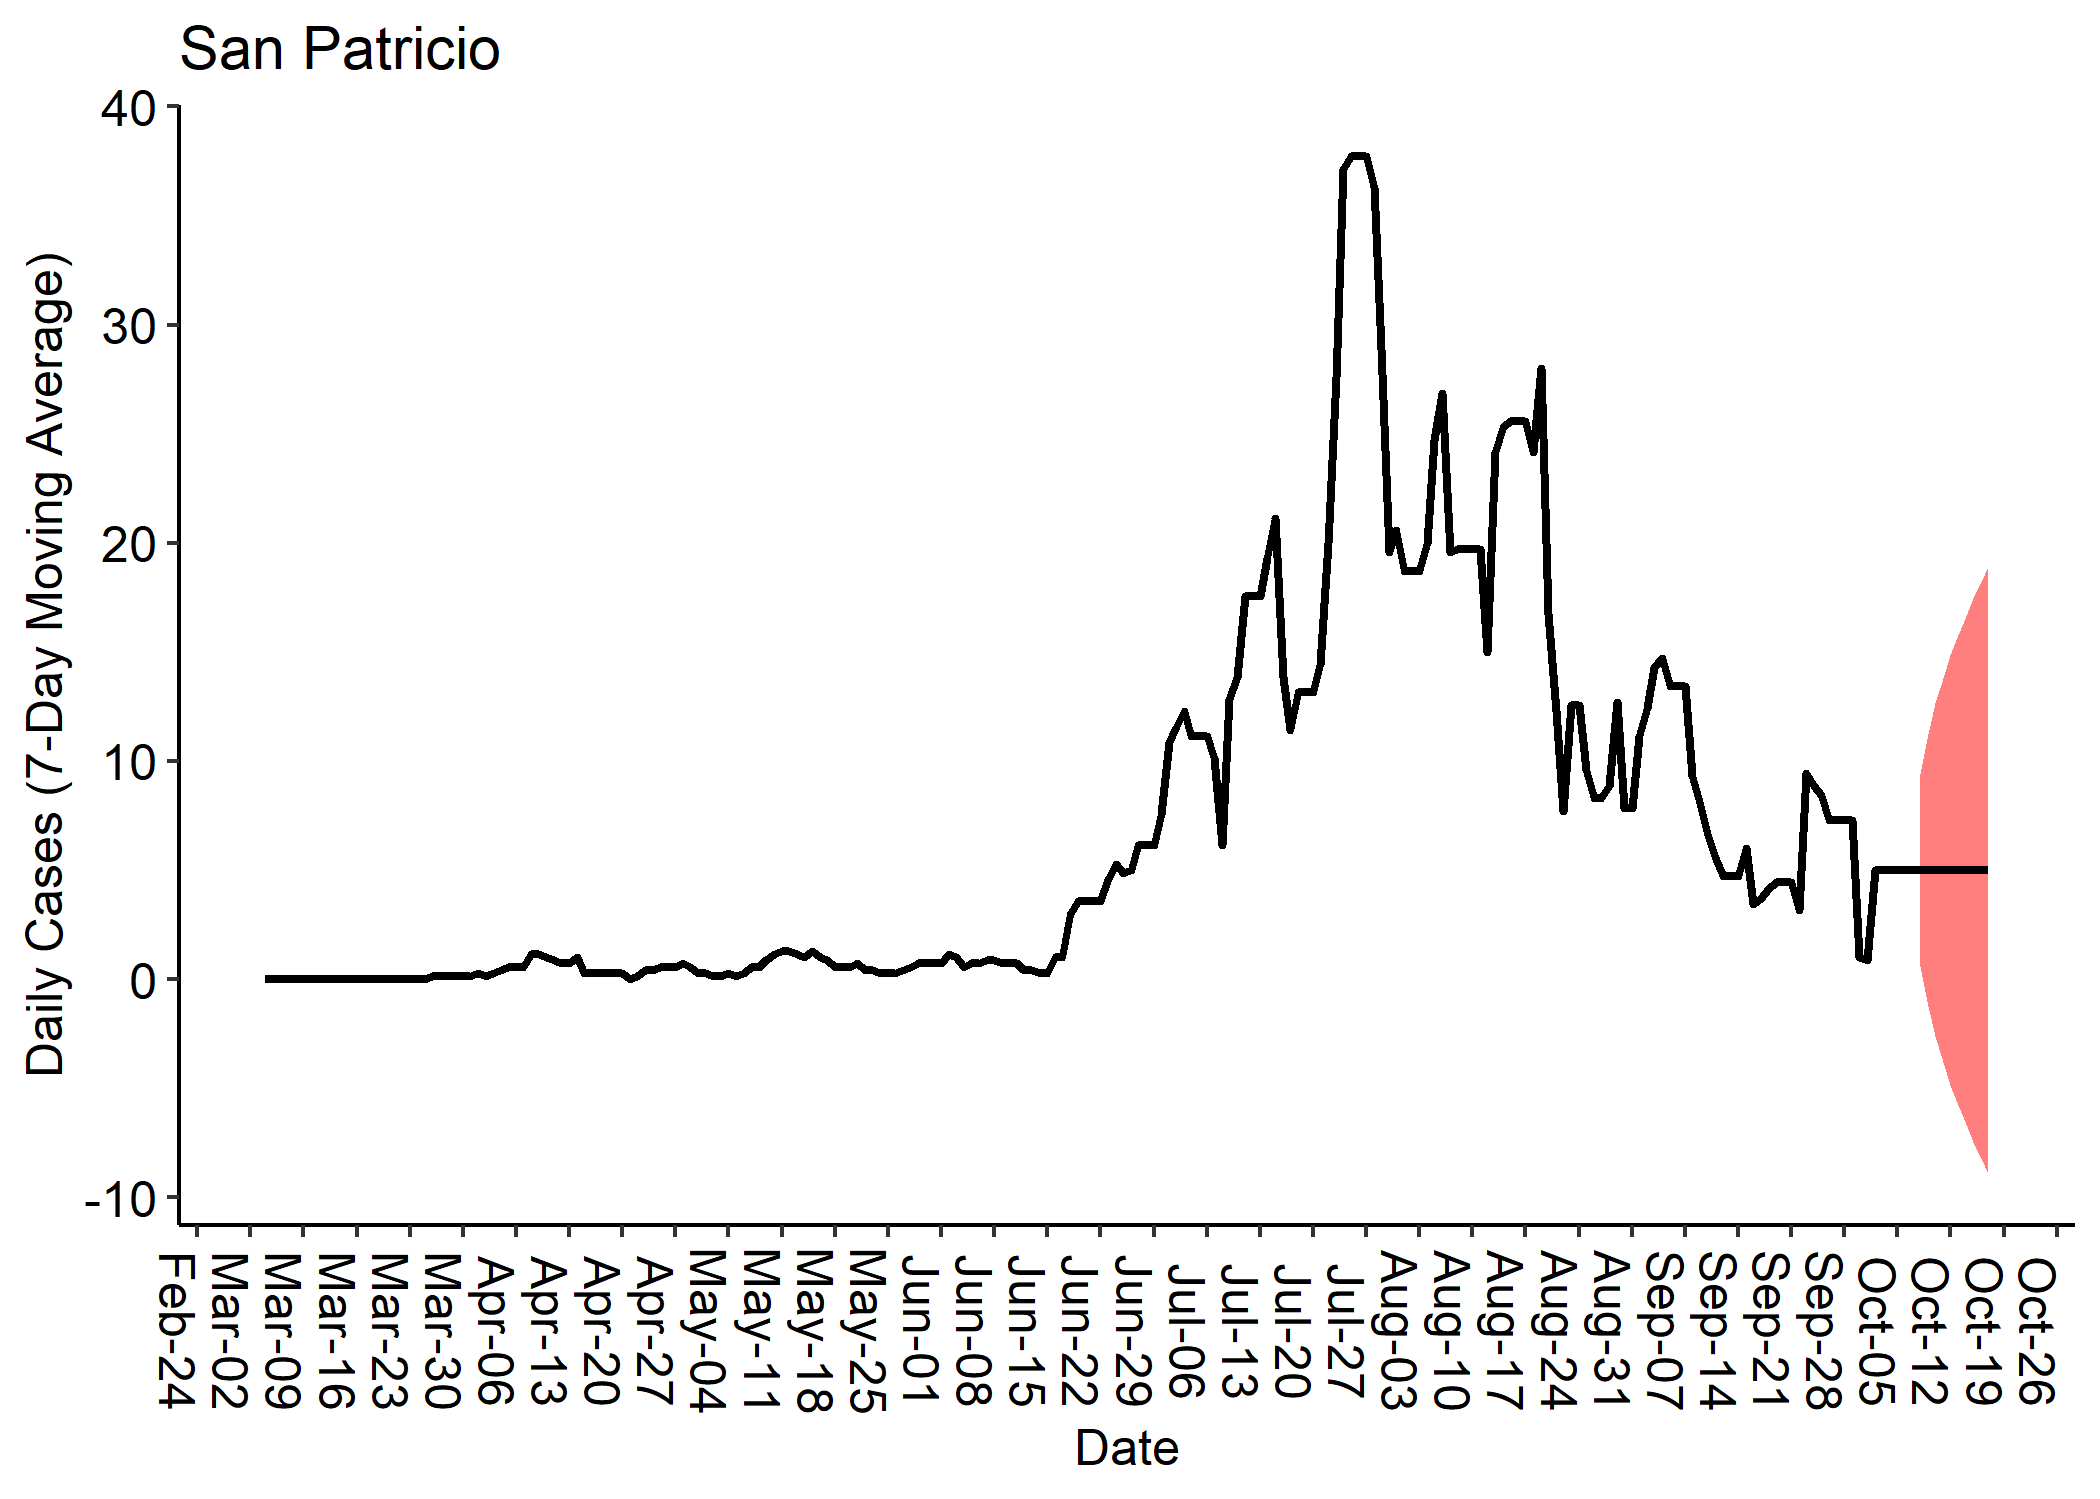 San Patricio
40
30
20
10
0
-10
Daily Cases (7-Day Moving Average)
Feb-24
Mar-02
Mar-09
Mar-16
Mar-23
Mar-30
Apr-06
Apr-13
Apr-20
Apr-27
May-04
May-11
May-18
May-25
Jun-01
Jun-08
Jun-15
Jun-22
Jun-29
Jul-06
Jul-13
Jul-20
Jul-27
Aug-03
Aug-10
Aug-17
Aug-24
Aug-31
Sep-07
Sep-14
Sep-21
Sep-28
Oct-05
Oct-12
Oct-19
Oct-26
Date